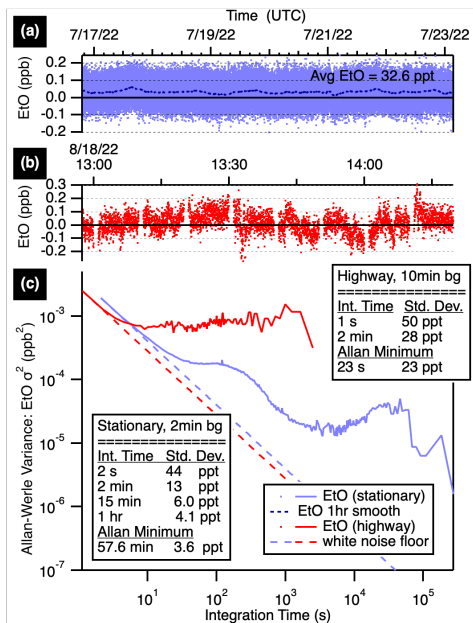 Time (UTC)
(a)
7/17/22 7/19/22 7/21/22 7/23/22
EtO (ppb)
0.2
0.1
0.0
-0.1
-0.2
Avg EtO = 32.6 ppt
8/18/22
(b)
13:00 13:30 14:00
EtO (ppb)
0.3
0.2
0.1
0.0
-0.1
-0.2
(c)
Allan-Werle Variance: EtO σ² (ppb²)
10⁻³
10⁻⁴
10⁻⁵
10⁻⁶
10⁻⁷
Highway, 10min bg
===============
Int. Time Std. Dev.
1 s 50 ppt
2 min 28 ppt
Allan Minimum
23 s 23 ppt
Stationary, 2min bg
===============
Int. Time Std. Dev.
2 s 44 ppt
2 min 13 ppt
15 min 6.0 ppt
1 hr 4.1 ppt
Allan Minimum
57.6 min 3.6 ppt
EtO (stationary)
EtO 1hr smooth
EtO (highway)
white noise floor
10¹ 10² 10³ 10⁴ 10⁵
Integration Time (s)